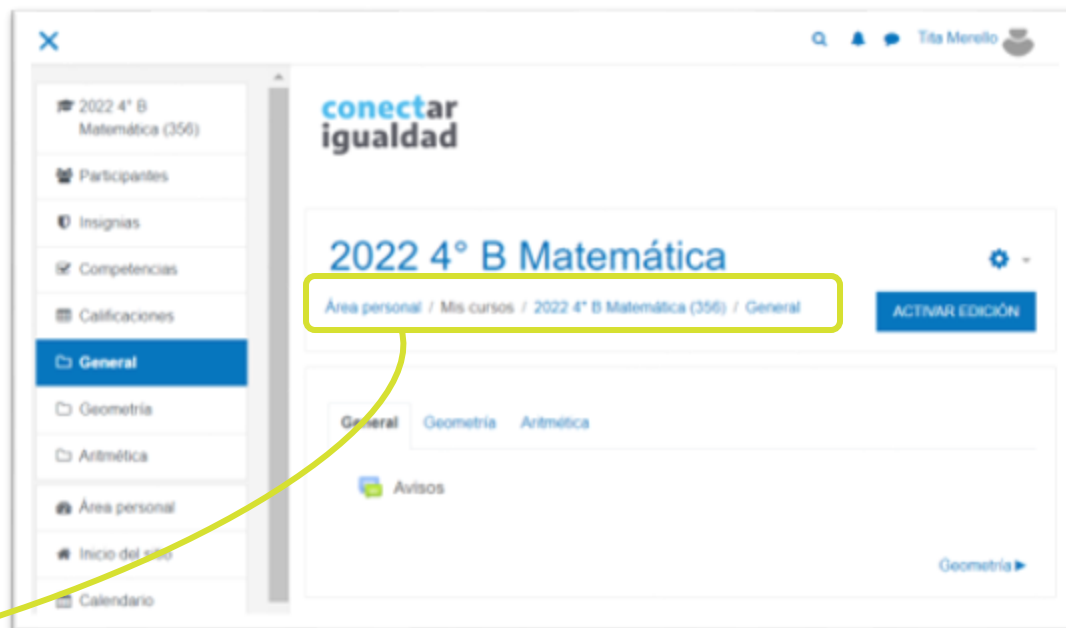 Tita Merello
2022 4° B
Matemática (356)
Participantes
Insignias
Competencias
Calificaciones
General
Geometría
Aritmética
Área personal
Inicio del sitio
Calendario
conectar
igualdad
2022 4° B Matemática
Área personal / Mis cursos / 2022 4° B Matemática (356) / General
ACTIVAR EDICIÓN
General Geometría Aritmética
Avisos
Geometría